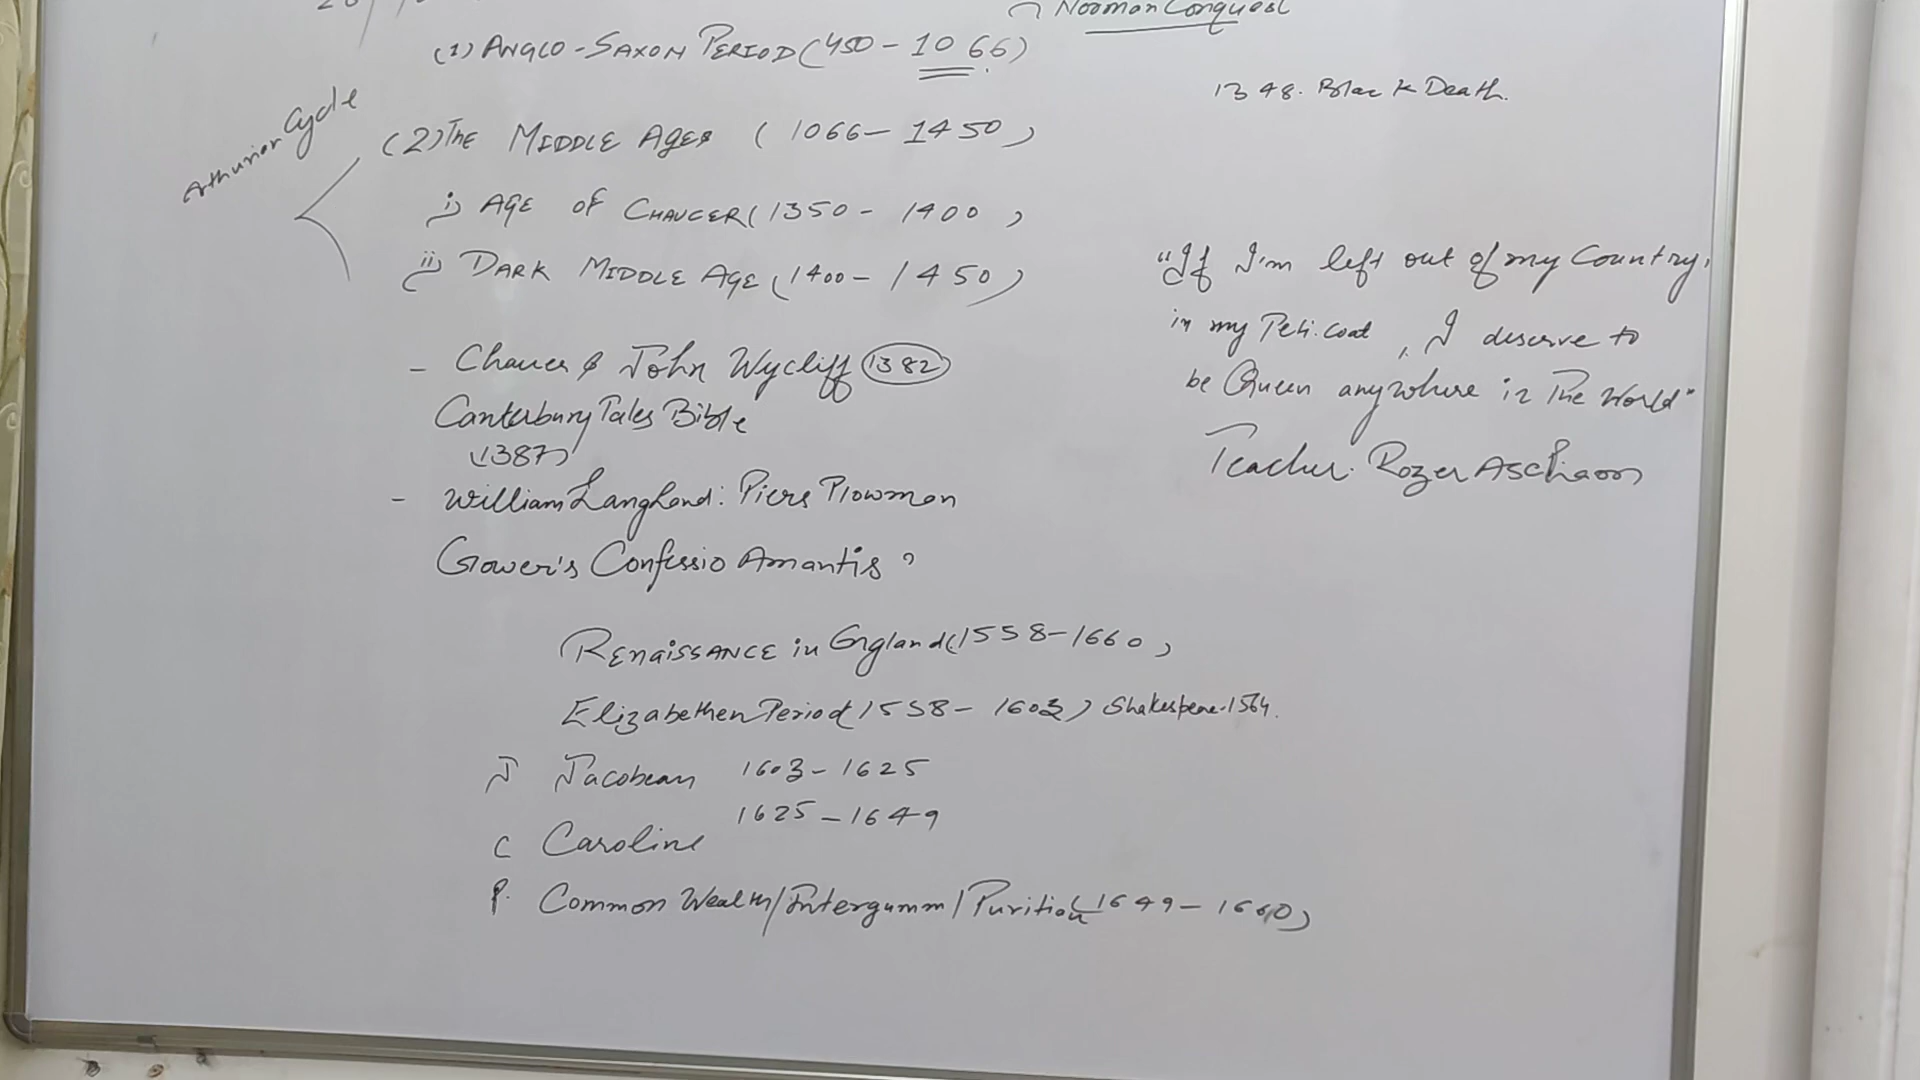 Norman Conquest
(1) ANGLO-SAXON PERIOD (450-1066)
1348. Black Death.
Arthurian Cycle
(2) THE MIDDLE AGES (1066-1450)
i) AGE OF CHAUCER (1350-1400)
ii) DARK MIDDLE AGE (1400-1450)
- Chaucer & John Wycliff 1382
Canterbury Tales Bible
(1387)
- William Langland: Piers Plowman
Gower's Confessio Amantis
"If I'm left out of my Country,
in my Peti.coat, I deserve to
be Queen anywhere in The World"
Teacher. Rozer Ascham
RENAISSANCE in England (1558-1660)
Elizabethen Period (1558-1603) Shakespeare-1564.
J Jacobean 1603-1625
1625-1649
C Caroline
P. Common Wealth/Intergumm/Purition (1649-1660)